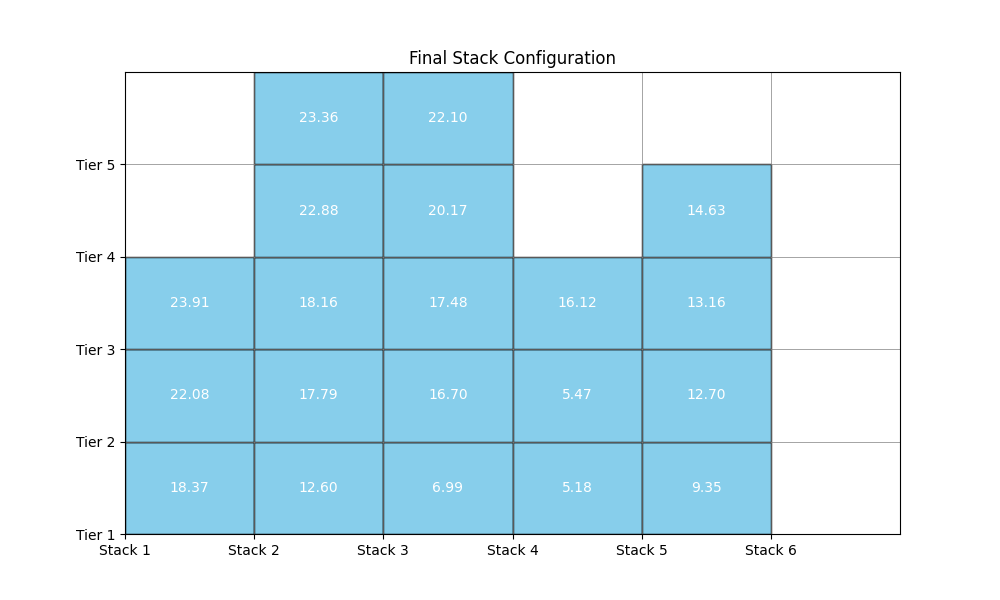 Final Stack Configuration
23.36 22.10
Tier 5
22.88 20.17 14.63
Tier 4
23.91 18.16 17.48 16.12 13.16
Tier 3
22.08 17.79 16.70 5.47 12.70
Tier 2
18.37 12.60 6.99 5.18 9.35
Tier 1
Stack 1 Stack 2 Stack 3 Stack 4 Stack 5 Stack 6